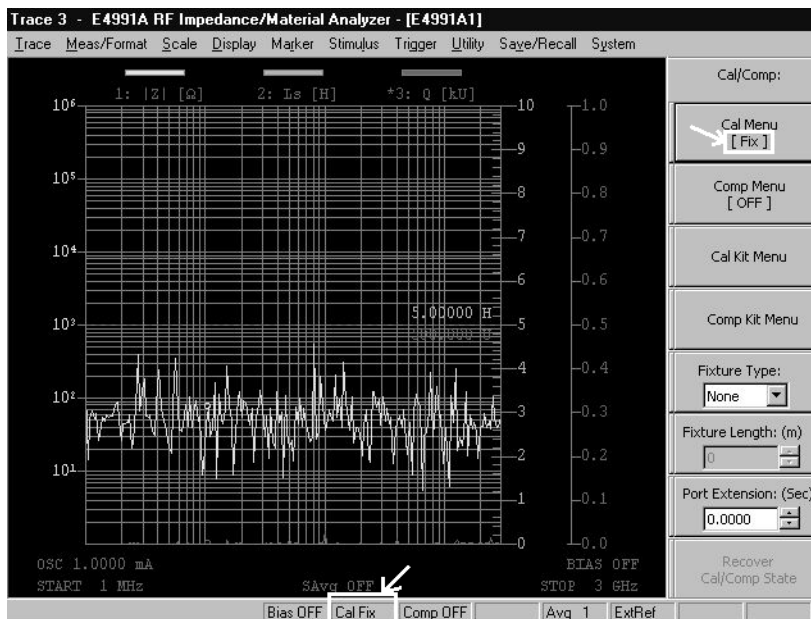 Trace 3 - E4991A RF Impedance/Material Analyzer - [E4991A1]
Trace Meas/Format Scale Display Marker Stimulus Trigger Utility Save/Recall System
1: |Z| [Ω] 2: Ls [H] *3: Q [kU]
10⁶ 10 1.0
9 0.9
10⁵ 8 0.8
7 0.7
10⁴ 6 0.6
5.00000 H
10³ 5 0.5
4 0.4
10² 3 0.3
2 0.2
10¹ 1 0.1
0 0.0
OSC 1.0000 mA BIAS OFF
START 1 MHz SAvg OFF STOP 3 GHz
Cal/Comp:
Cal Menu
[ Fix ]
Comp Menu
[ OFF ]
Cal Kit Menu
Comp Kit Menu
Fixture Type:
None
Fixture Length: (m)
0
Port Extension: (Sec)
0.0000
Recover
Cal/Comp State
Bias OFF Cal Fix Comp OFF Avg 1 ExtRef